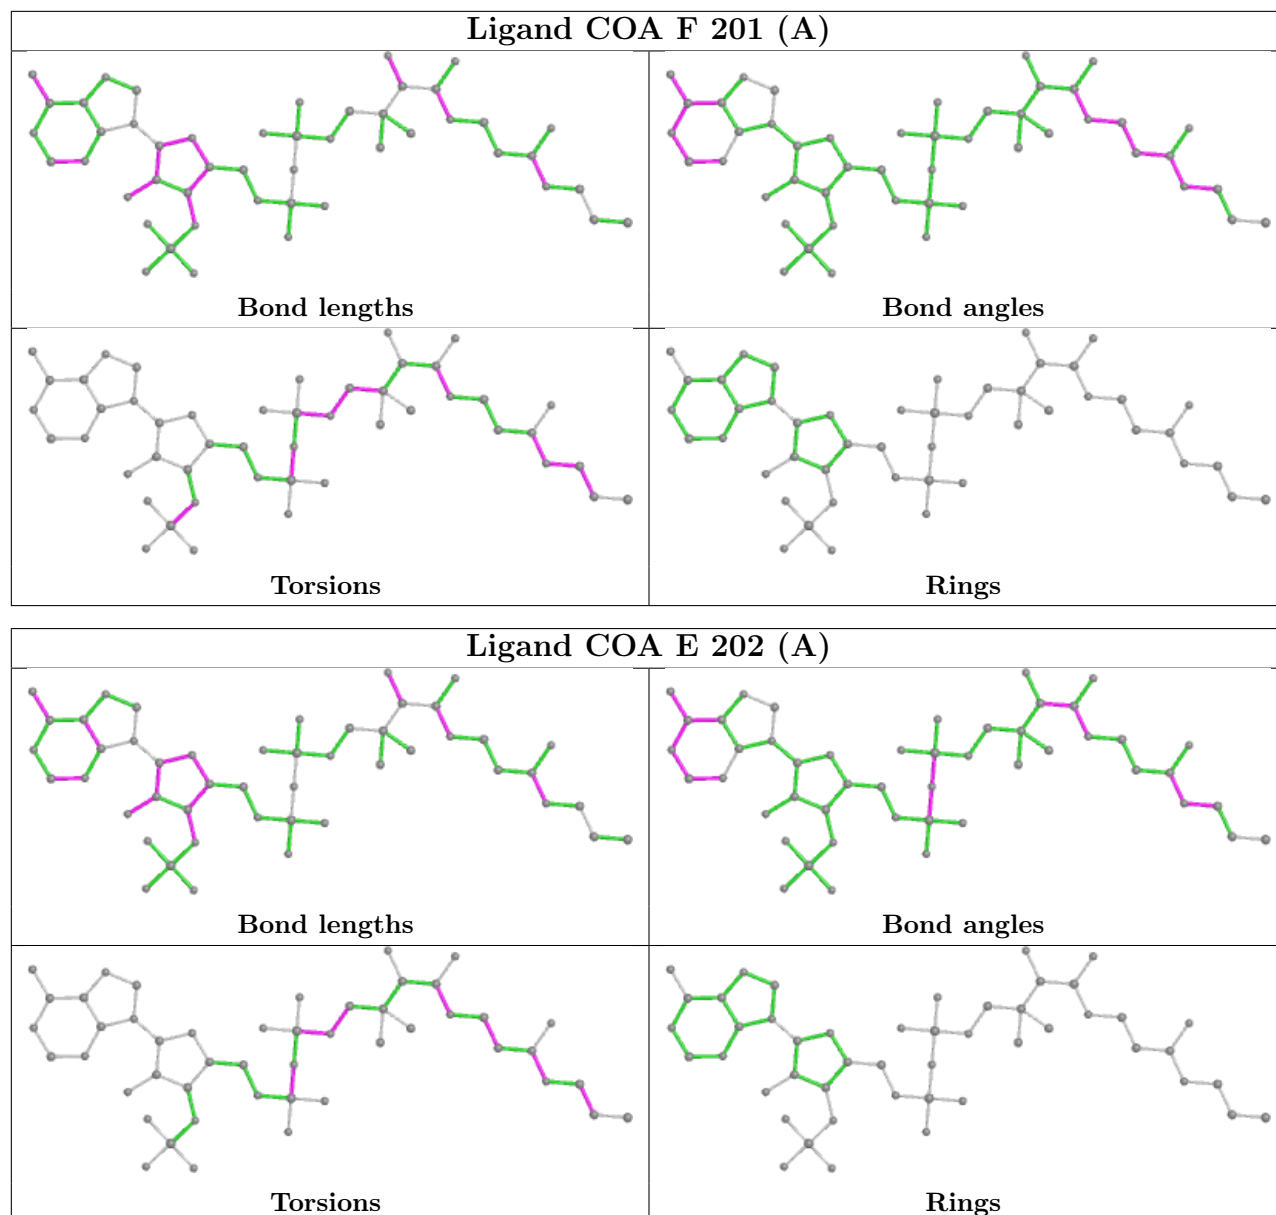 Ligand COA F 201 (A)
Bond lengths
Bond angles
Torsions
Rings
Ligand COA E 202 (A)
Bond lengths
Bond angles
Torsions
Rings